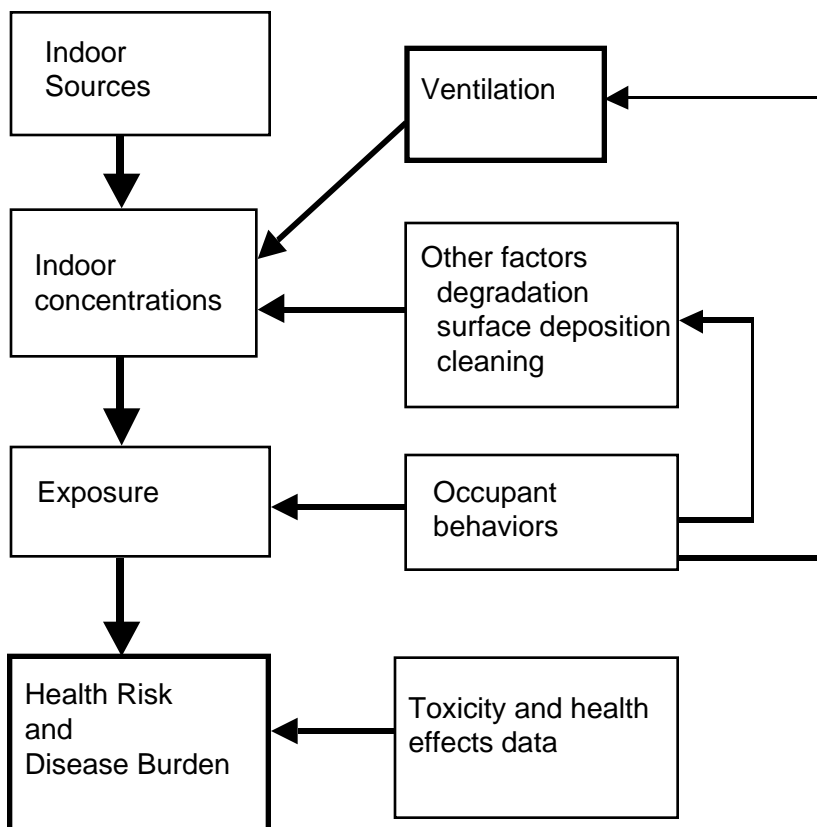 Indoor
Sources
Ventilation
Indoor
concentrations
Other factors
degradation
surface deposition
cleaning
Exposure
Occupant
behaviors
Health Risk
and
Disease Burden
Toxicity and health
effects data